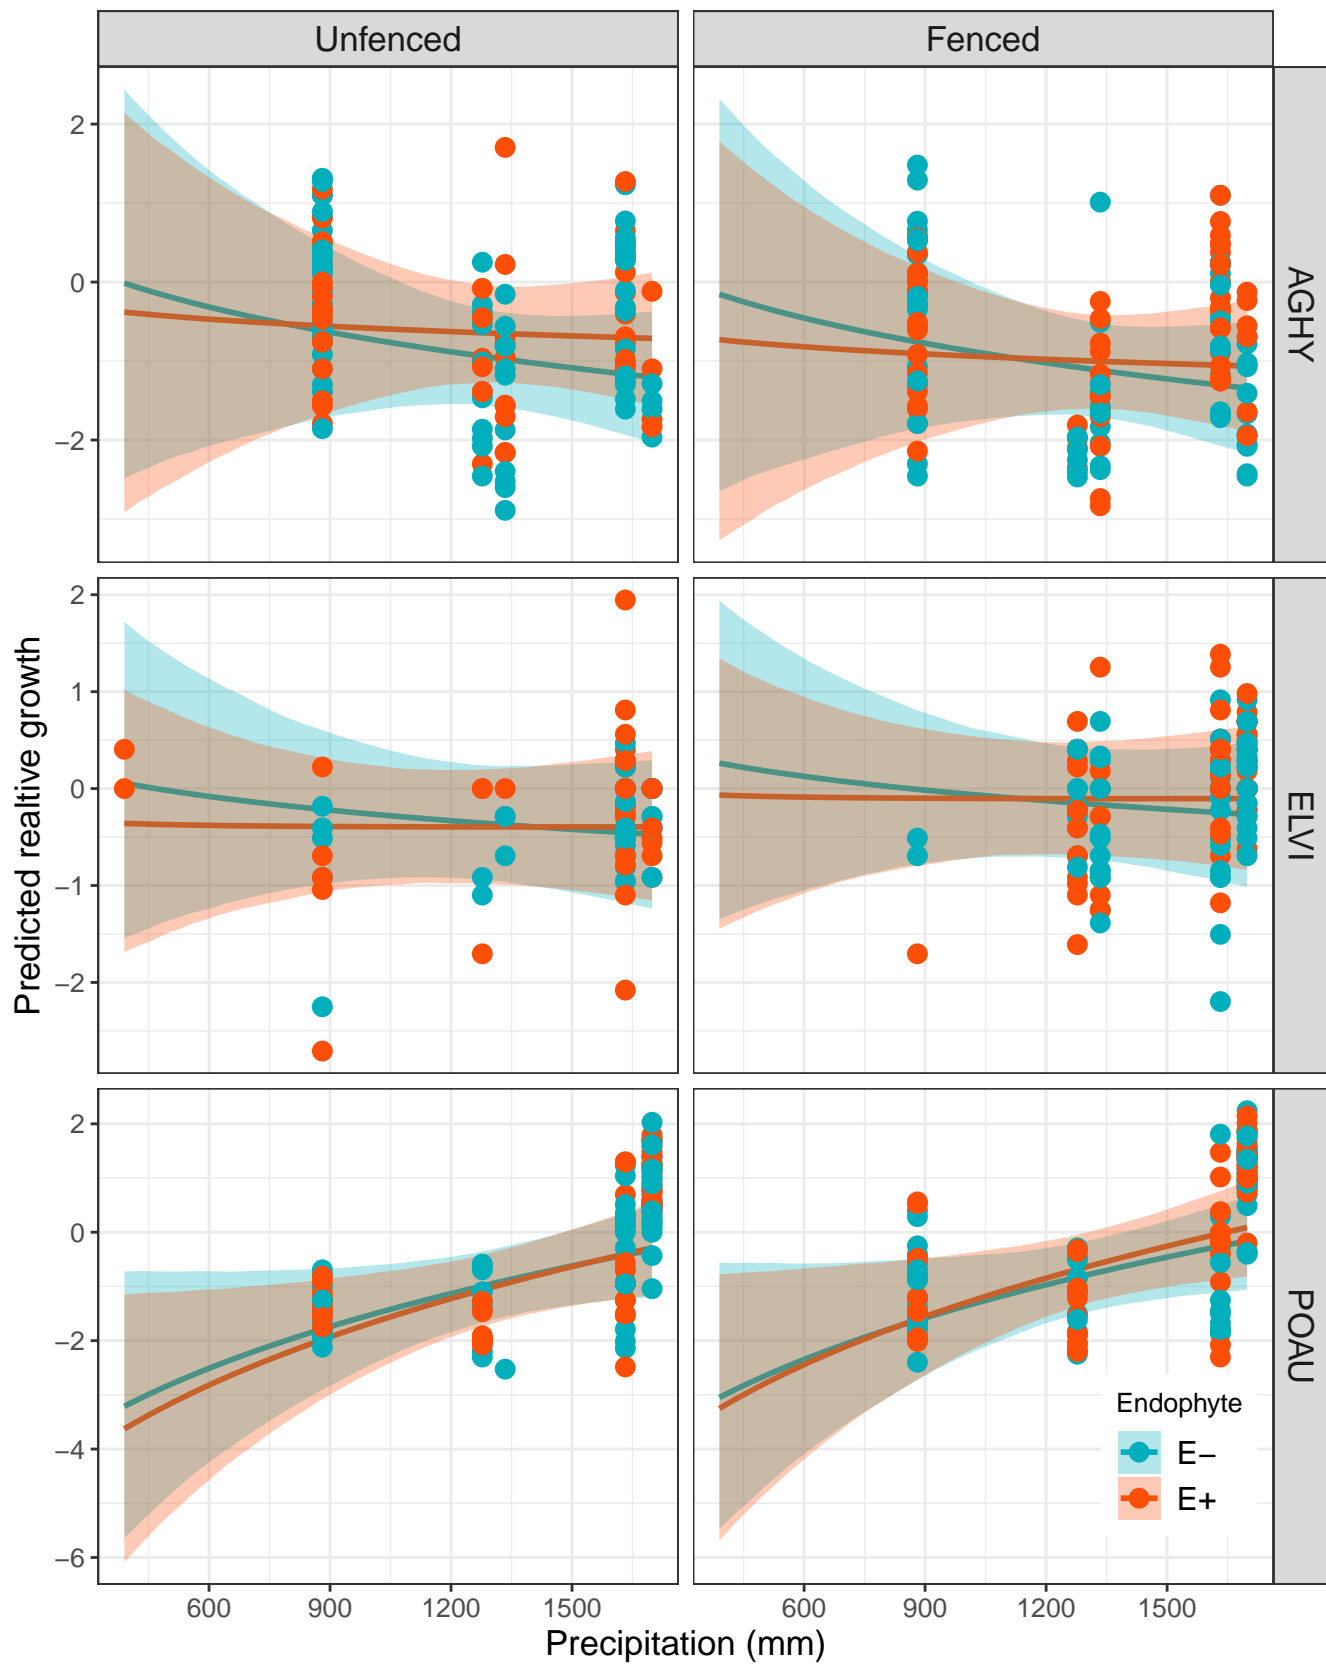 Unfenced
Fenced
2
0
−2
AGHY
2
1
0
−1
−2
ELVI
2
0
−2
−4
−6
POAU
Predicted realtive growth
Endophyte
E−
E+
600
900
1200
1500
600
900
1200
1500
Precipitation (mm)